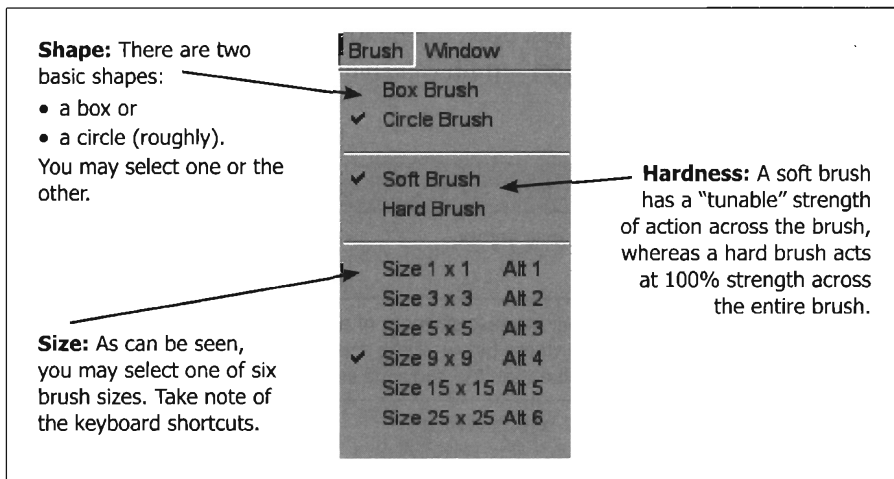 Shape: There are two
basic shapes:
• a box or
• a circle (roughly).
You may select one or the
other.
Brush Window
Box Brush
✔ Circle Brush
✔ Soft Brush
Hard Brush
Size 1 x 1 Alt 1
Size 3 x 3 Alt 2
Size 5 x 5 Alt 3
✔ Size 9 x 9 Alt 4
Size 15 x 15 Alt 5
Size 25 x 25 Alt 6
Hardness: A soft brush
has a “tunable” strength
of action across the brush,
whereas a hard brush acts
at 100% strength across
the entire brush.
Size: As can be seen,
you may select one of six
brush sizes. Take note of
the keyboard shortcuts.